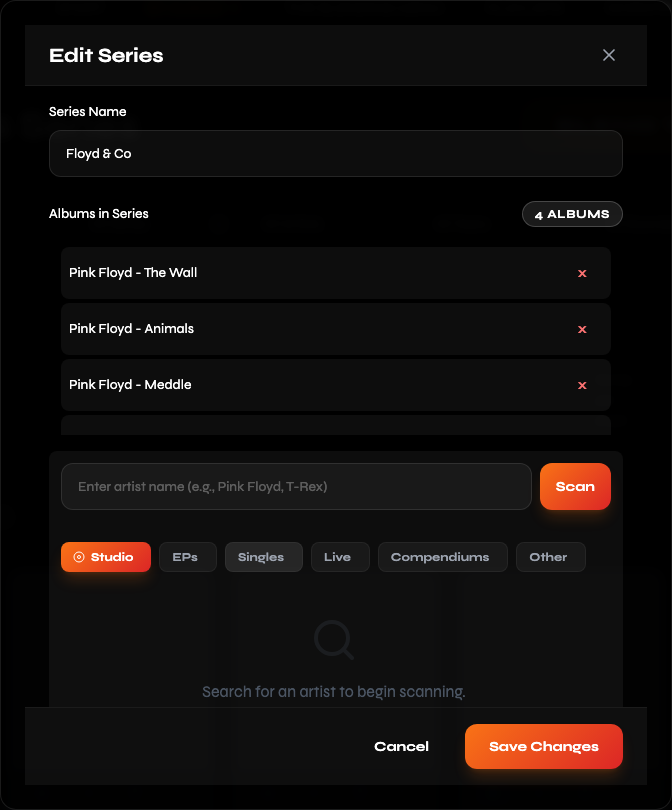 Edit Series
Series Name
Floyd & Co
Albums in Series
4 ALBUMS
Pink Floyd - The Wall
x
Pink Floyd - Animals
x
Pink Floyd - Meddle
x
Enter artist name (e.g., Pink Floyd, T-Rex)
Scan
Studio
EPs
Singles
Live
Compendiums
Other
Search for an artist to begin scanning.
Cancel
Save Changes